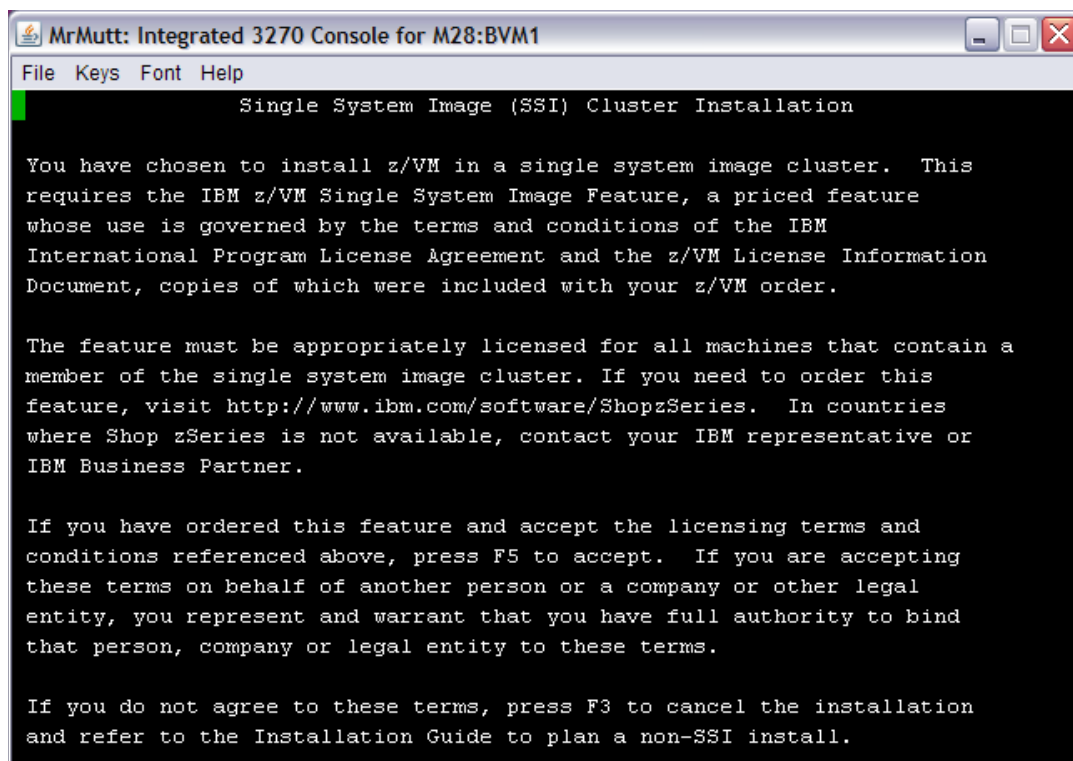 MrMutt: Integrated 3270 Console for M28:BVM1
File Keys Font Help
Single System Image (SSI) Cluster Installation
You have chosen to install z/VM in a single system image cluster.  This
requires the IBM z/VM Single System Image Feature, a priced feature
whose use is governed by the terms and conditions of the IBM
International Program License Agreement and the z/VM License Information
Document, copies of which were included with your z/VM order.
The feature must be appropriately licensed for all machines that contain a
member of the single system image cluster. If you need to order this
feature, visit http://www.ibm.com/software/ShopzSeries.  In countries
where Shop zSeries is not available, contact your IBM representative or
IBM Business Partner.
If you have ordered this feature and accept the licensing terms and
conditions referenced above, press F5 to accept.  If you are accepting
these terms on behalf of another person or a company or other legal
entity, you represent and warrant that you have full authority to bind
that person, company or legal entity to these terms.
If you do not agree to these terms, press F3 to cancel the installation
and refer to the Installation Guide to plan a non-SSI install.